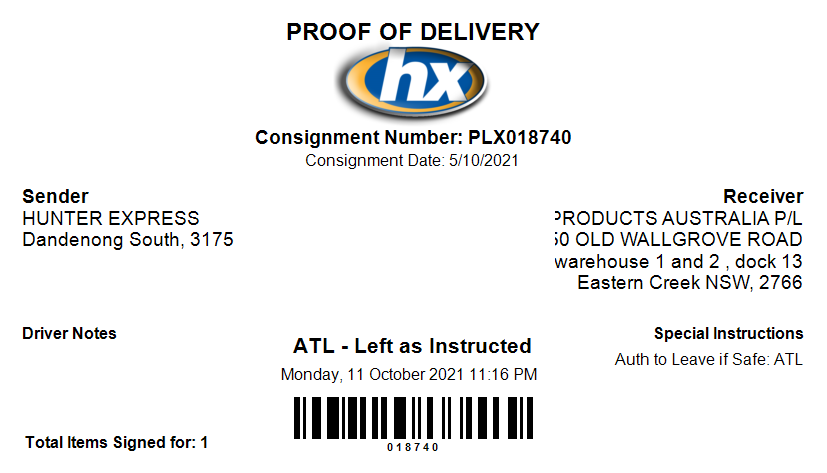 PROOF OF DELIVERY
hx
Consignment Number: PLX018740
Consignment Date: 5/10/2021
Sender
HUNTER EXPRESS
Dandenong South, 3175
Receiver
PRODUCTS AUSTRALIA P/L
50 OLD WALLGROVE ROAD
warehouse 1 and 2 , dock 13
Eastern Creek NSW, 2766
Driver Notes
ATL - Left as Instructed
Monday, 11 October 2021 11:16 PM
Special Instructions
Auth to Leave if Safe: ATL
018740
Total Items Signed for: 1